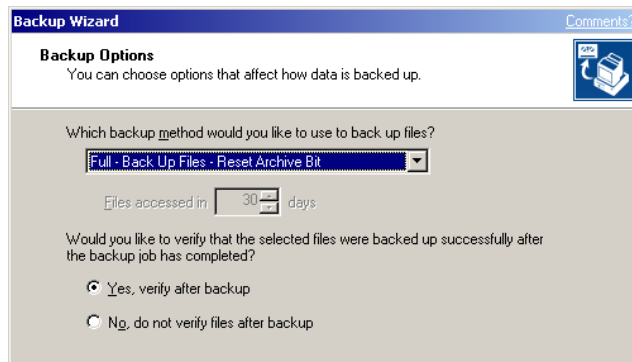 Backup Wizard
Comments?
Backup Options
You can choose options that affect how data is backed up.
Which backup method would you like to use to back up files?
Full - Back Up Files - Reset Archive Bit
Files accessed in 30 days
Would you like to verify that the selected files were backed up successfully after
the backup job has completed?
Yes, verify after backup
No, do not verify files after backup